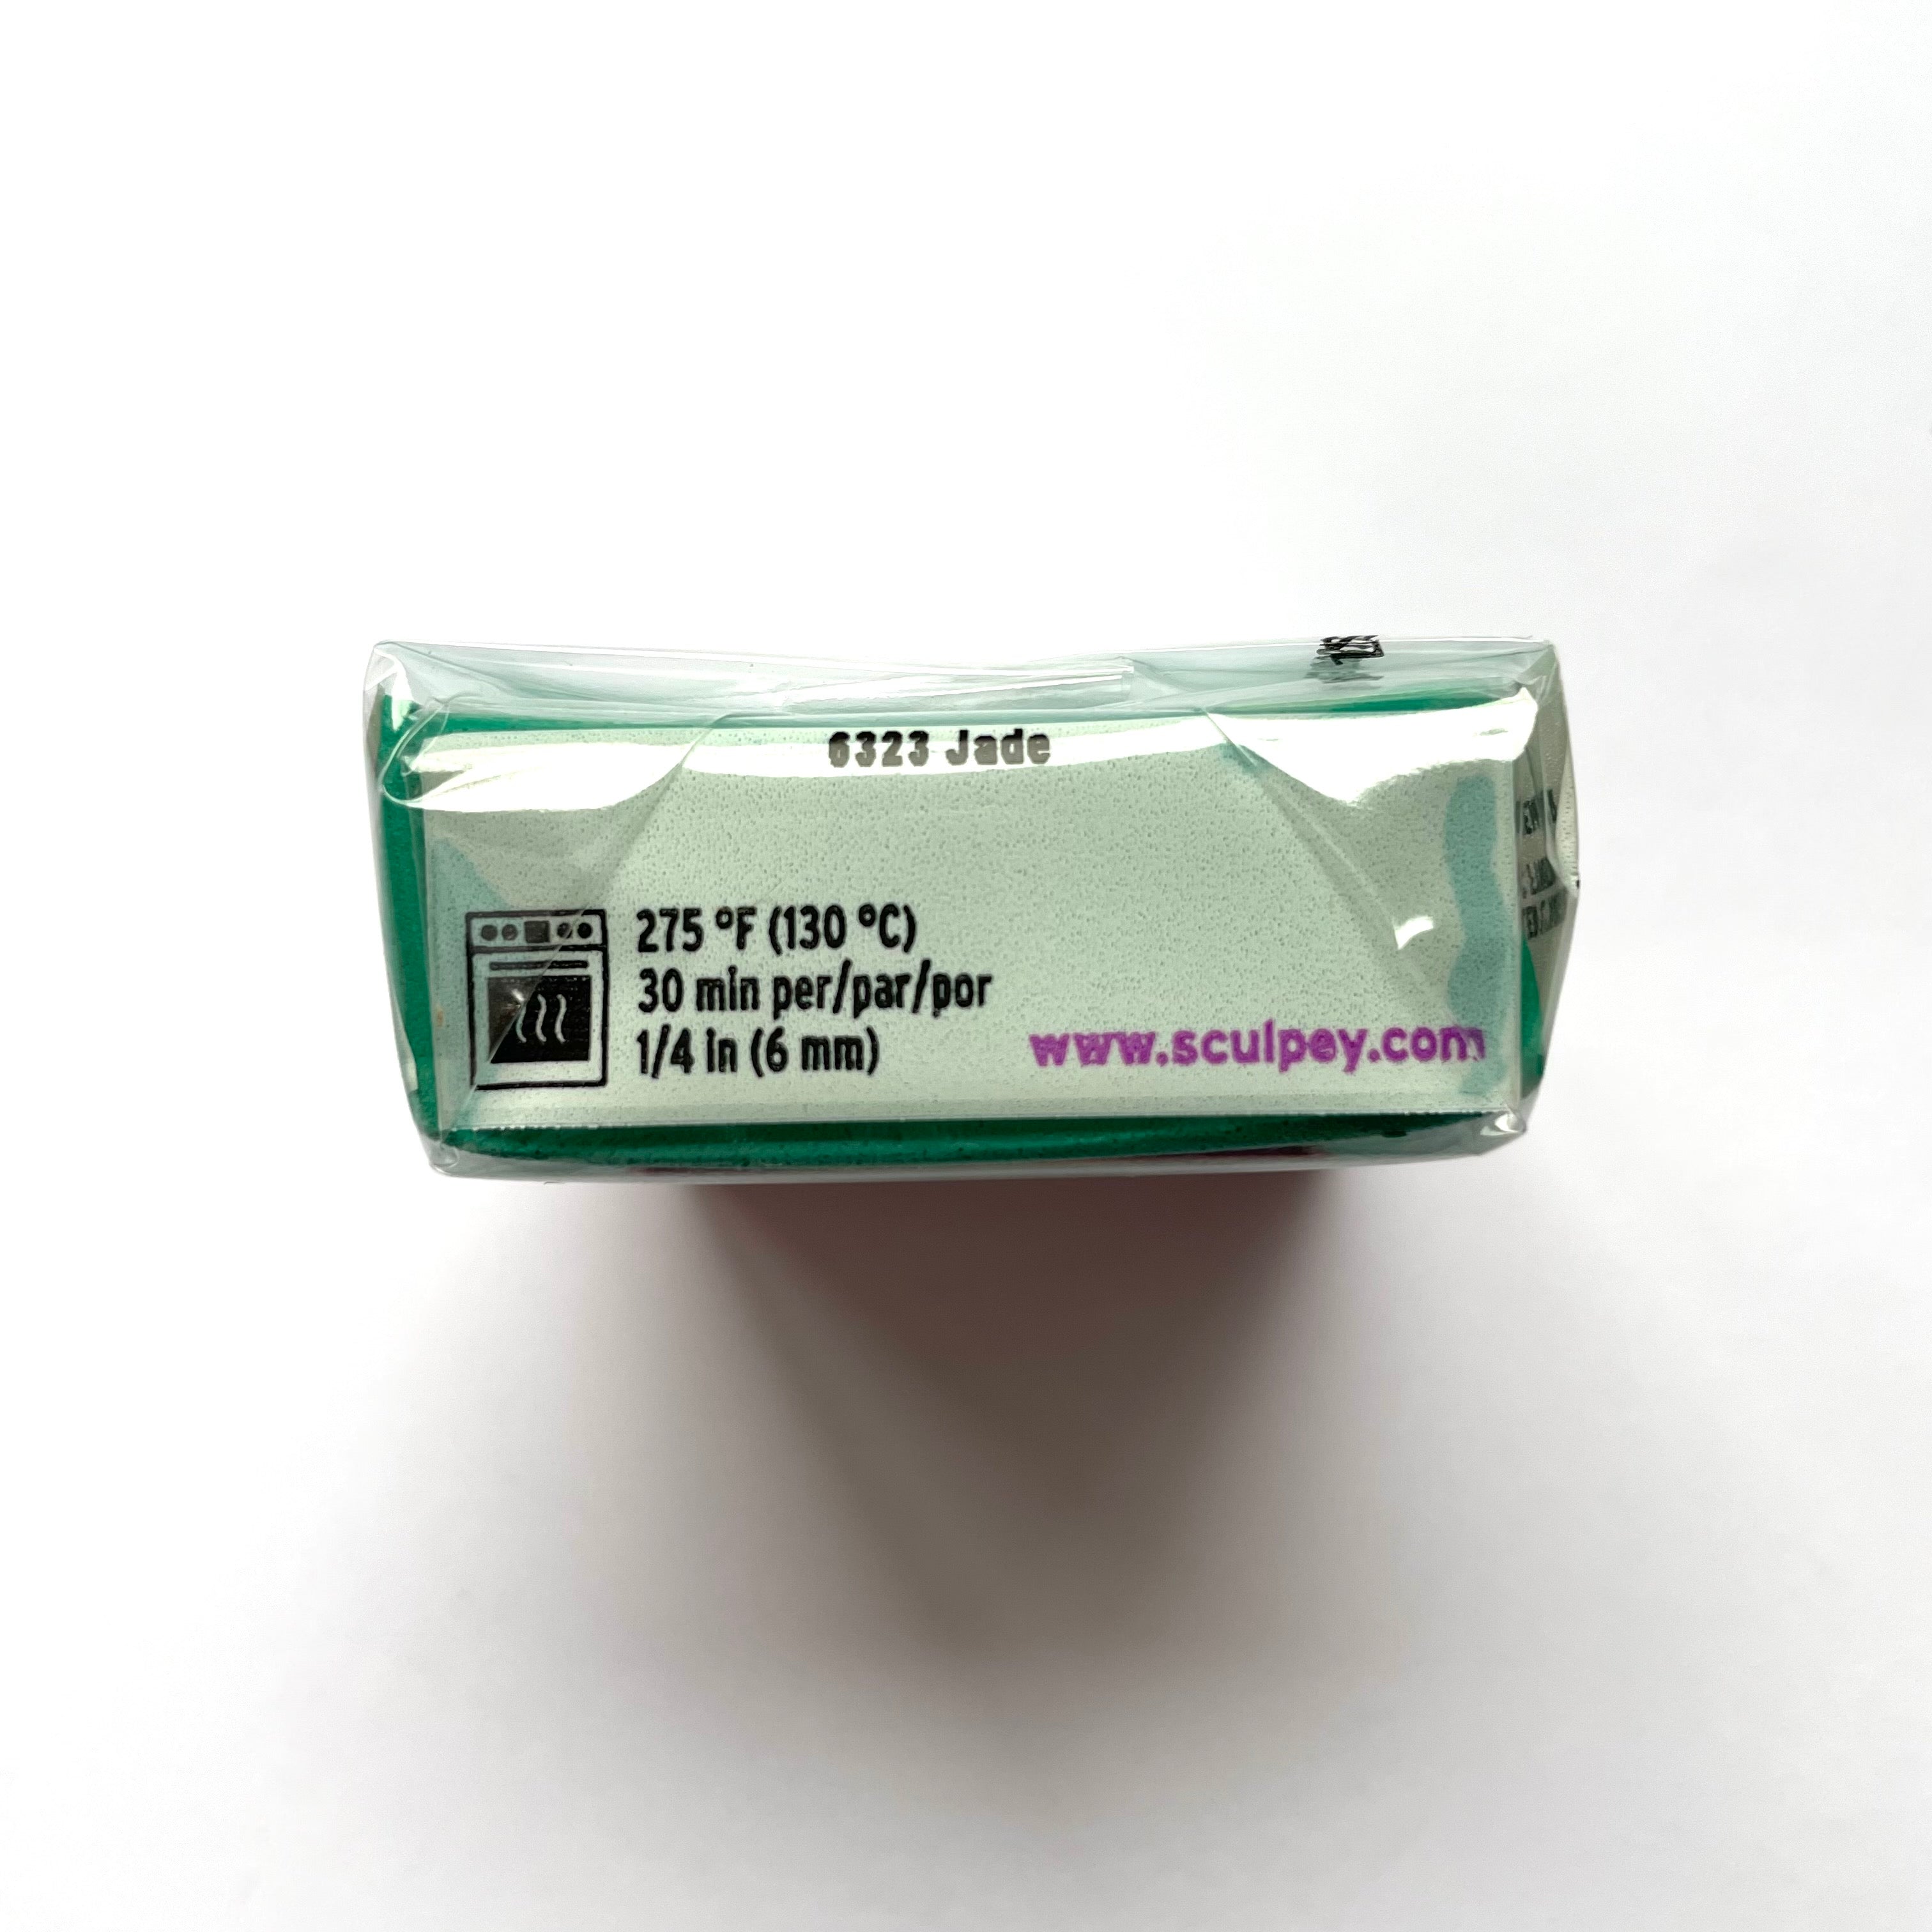 6323 Jade
275 °F (130 °C)
30 min per/par/por
1/4 in (6 mm)
www.sculpey.com